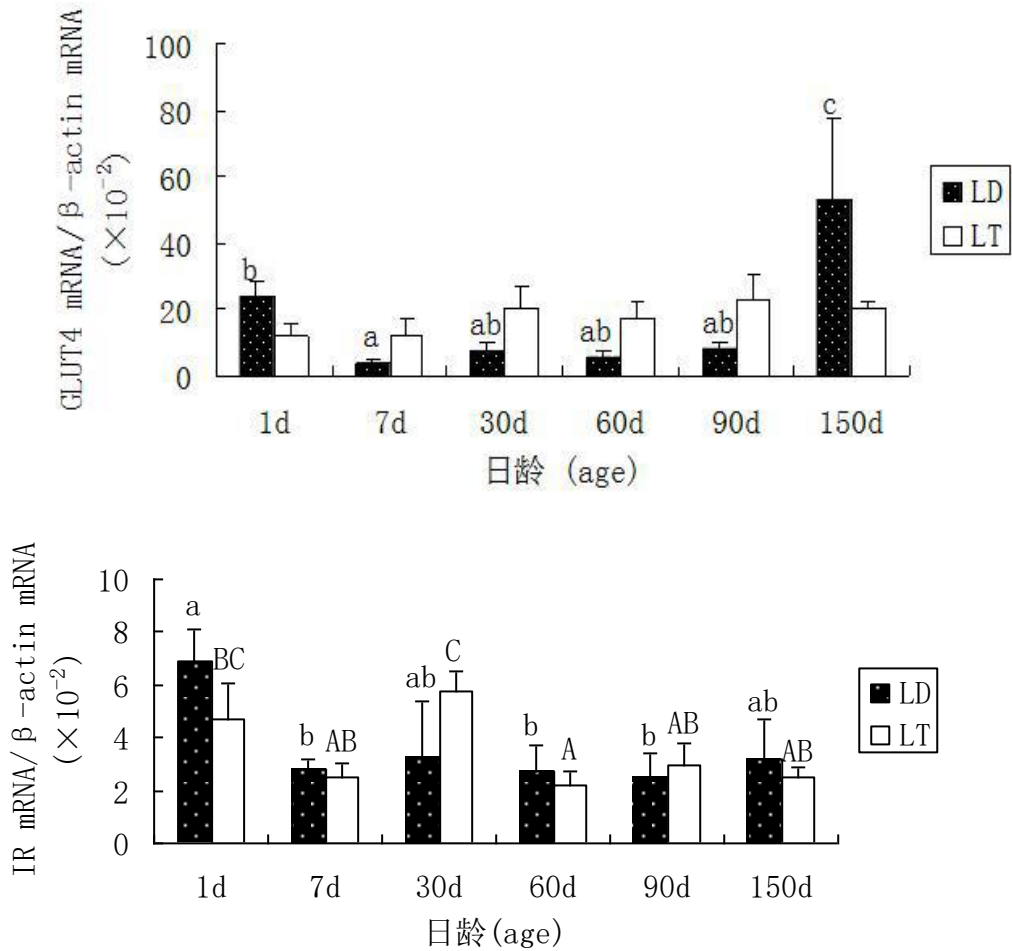 GLUT4 mRNA/β-actin mRNA
(×10⁻²)
100
80
60
40
20
0
b
a
ab
ab
ab
c
LD
LT
1d 7d 30d 60d 90d 150d
日龄 (age)
IR mRNA/β-actin mRNA
(×10⁻²)
10
8
6
4
2
0
a
BC
b AB
ab C
b A
b AB
ab AB
LD
LT
1d 7d 30d 60d 90d 150d
日龄(age)